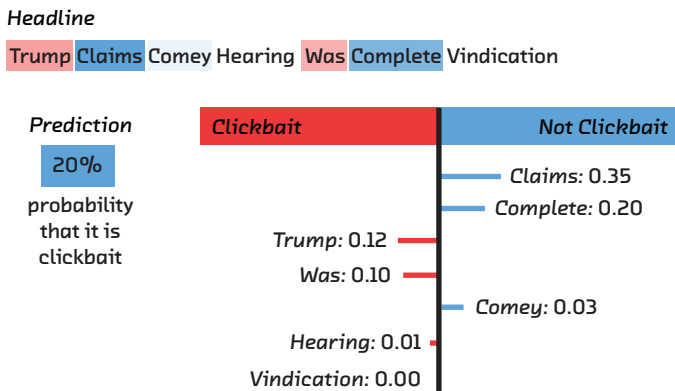 Headline
Trump Claims Comey Hearing Was Complete Vindication
Prediction
20%
probability
that it is
clickbait
Clickbait Not Clickbait
Claims: 0.35
Complete: 0.20
Trump: 0.12
Was: 0.10
Comey: 0.03
Hearing: 0.01
Vindication: 0.00